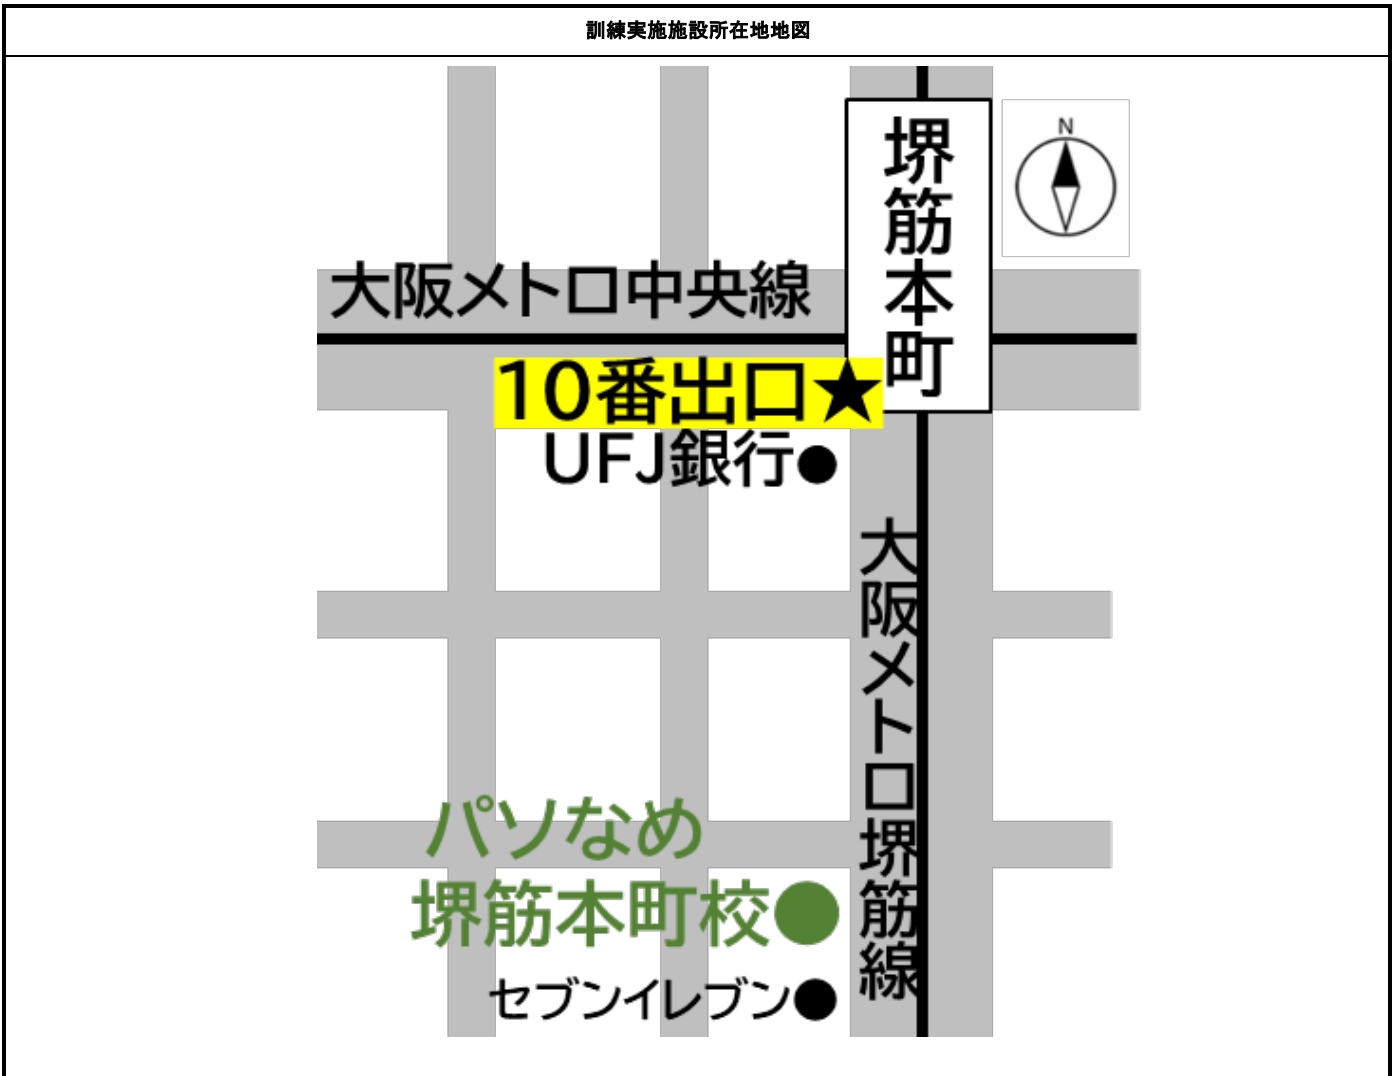 訓練実施施設所在地地図
N
堺筋本町
大阪メトロ中央線
10番出口★
UFJ銀行●
大阪メトロ堺筋線
パソなめ
堺筋本町校●
セブンイレブン●